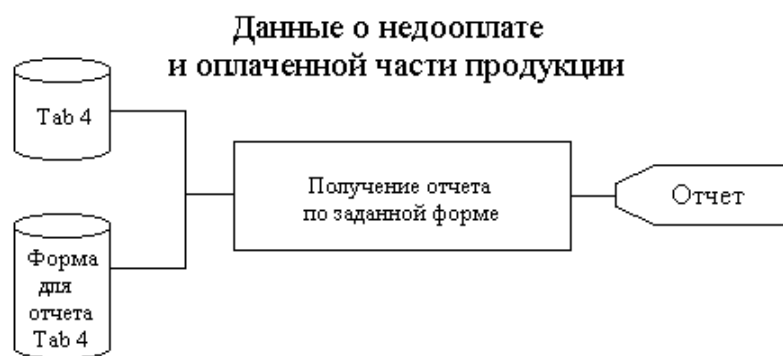 Данные о недооплате
и оплаченной части продукции
Tab 4
Получение отчета
по заданной форме
Отчет
Форма
для
отчета
Tab 4